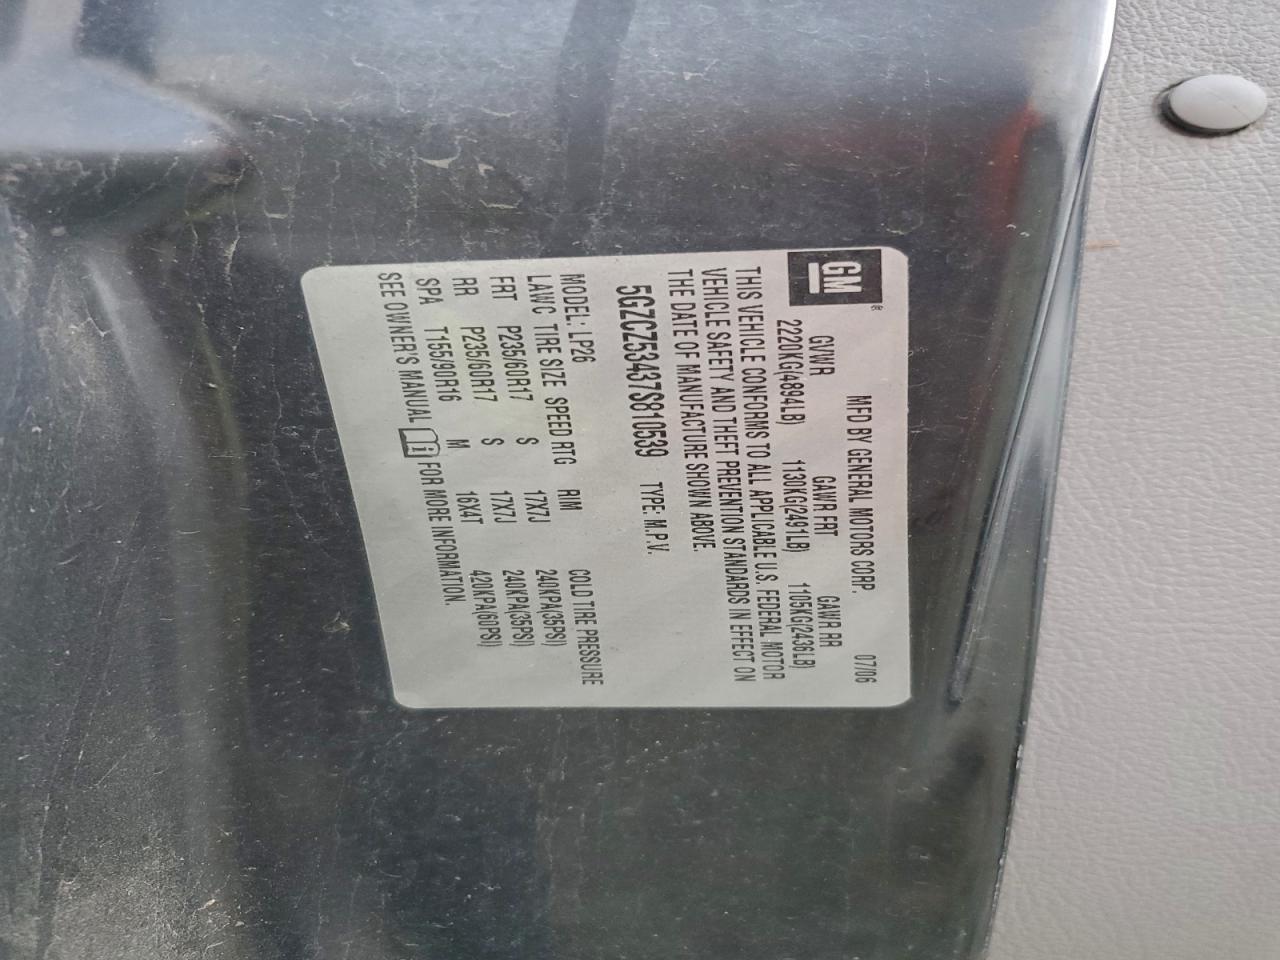 GM®
MFD BY GENERAL MOTORS CORP. 07/06
GVWR GAWR FRT GAWR RR
2220KG(4894LB) 1130KG(2491LB) 1105KG(2436LB)
THIS VEHICLE CONFORMS TO ALL APPLICABLE U.S. FEDERAL MOTOR
VEHICLE SAFETY AND THEFT PREVENTION STANDARDS IN EFFECT ON
THE DATE OF MANUFACTURE SHOWN ABOVE.
5GZCZ53437S810539 TYPE: M.P.V.
MODEL: LP26
LAWC TIRE SIZE SPEED RTG RIM COLD TIRE PRESSURE
FRT P235/60R17 S 17X7J 240KPA(35PSI)
RR P235/60R17 S 17X7J 240KPA(35PSI)
SPA T155/90R16 M 16X4T 420KPA(60PSI)
SEE OWNER'S MANUAL i FOR MORE INFORMATION.